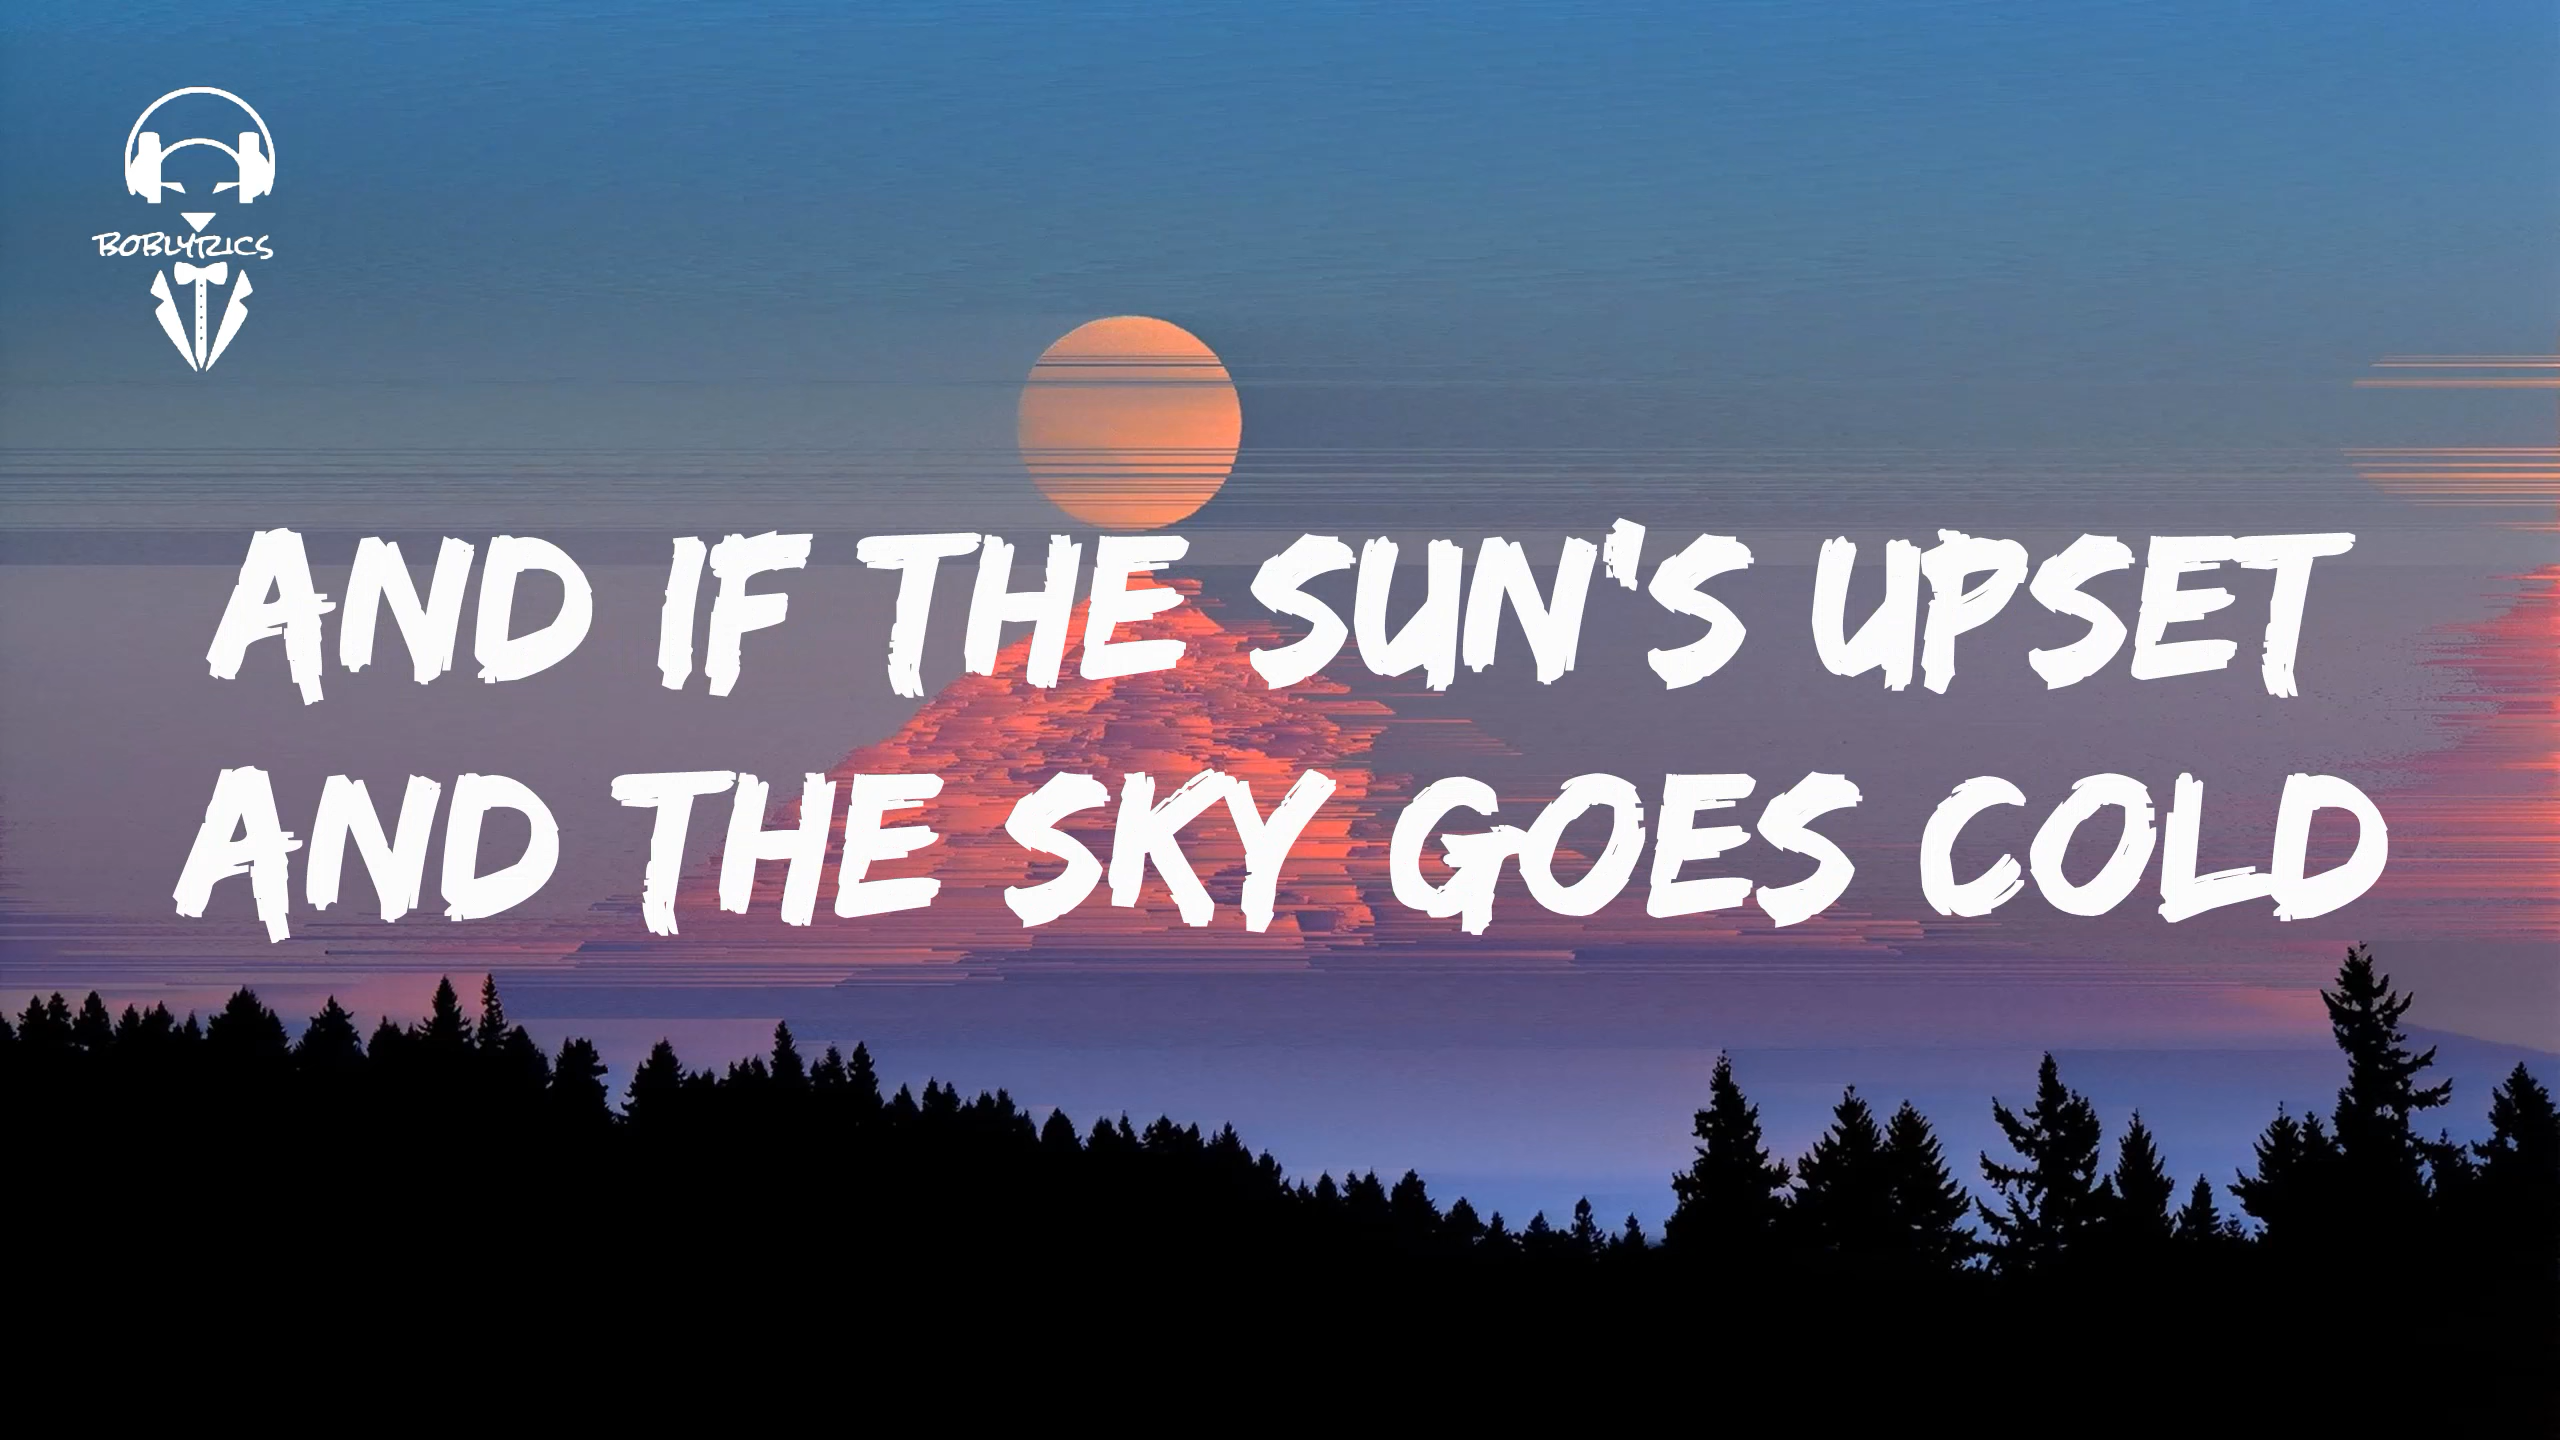 BOBLYRICS
AND IF THE SUN'S UPSET
AND THE SKY GOES COLD